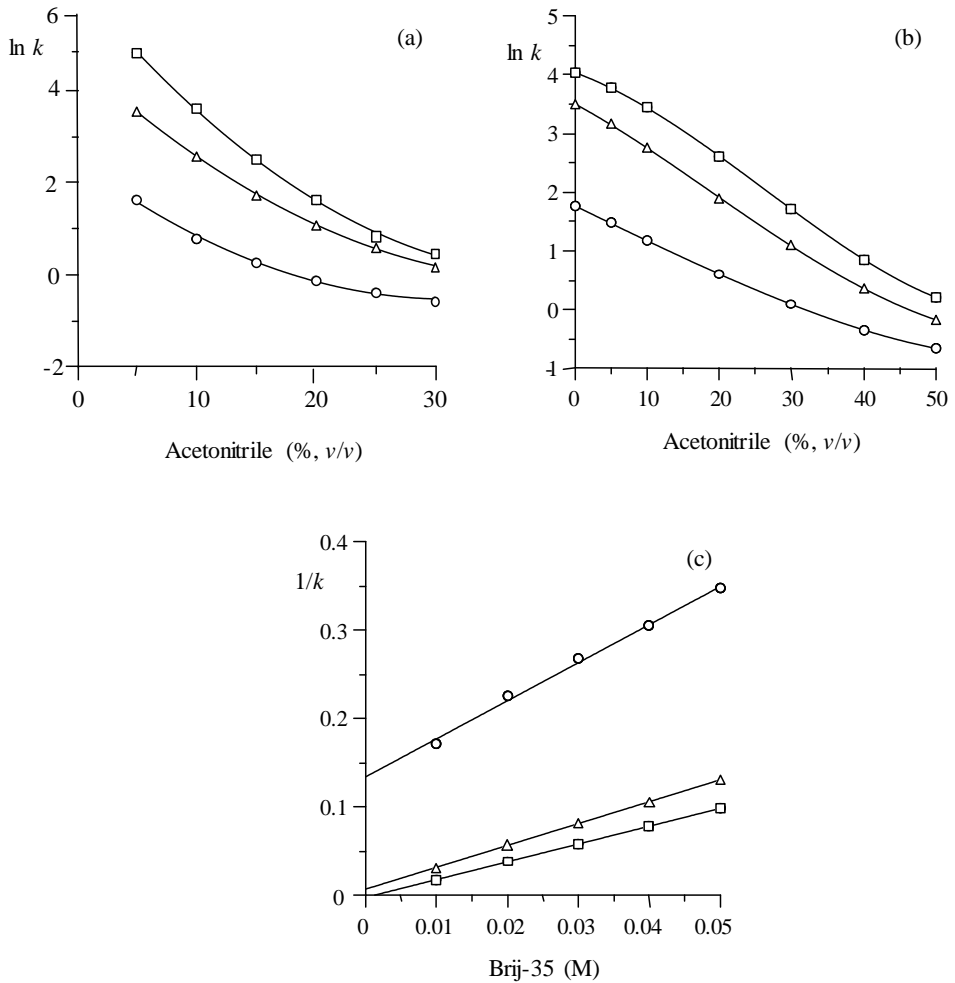 (a)
ln k
6
4
2
0
-2
0 10 20 30
Acetonitrile (%, v/v)
(b)
ln k
5
4
3
2
1
0
-1
0 10 20 30 40 50
Acetonitrile (%, v/v)
(c)
1/k
0.4
0.3
0.2
0.1
0
0 0.01 0.02 0.03 0.04 0.05
Brij-35 (M)